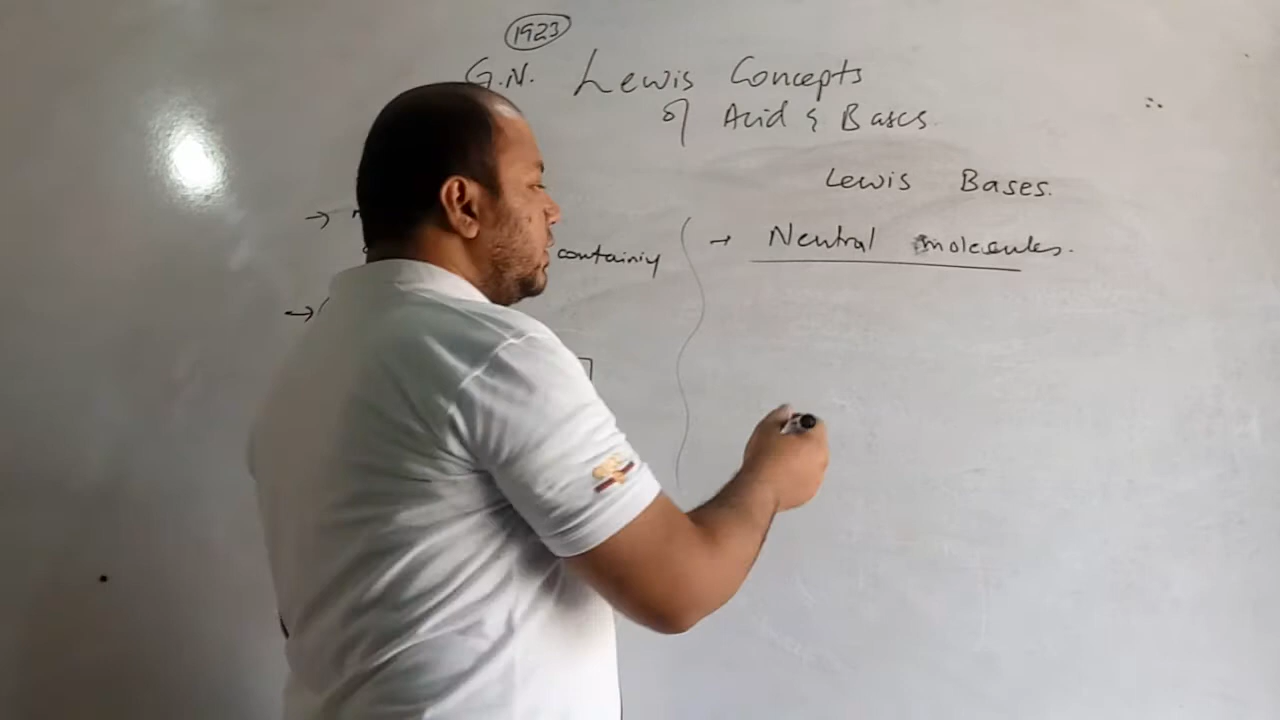 1923
G.N. Lewis Concepts
of Acid & Bases
Lewis Bases.
→ Neutral molecules.
containing